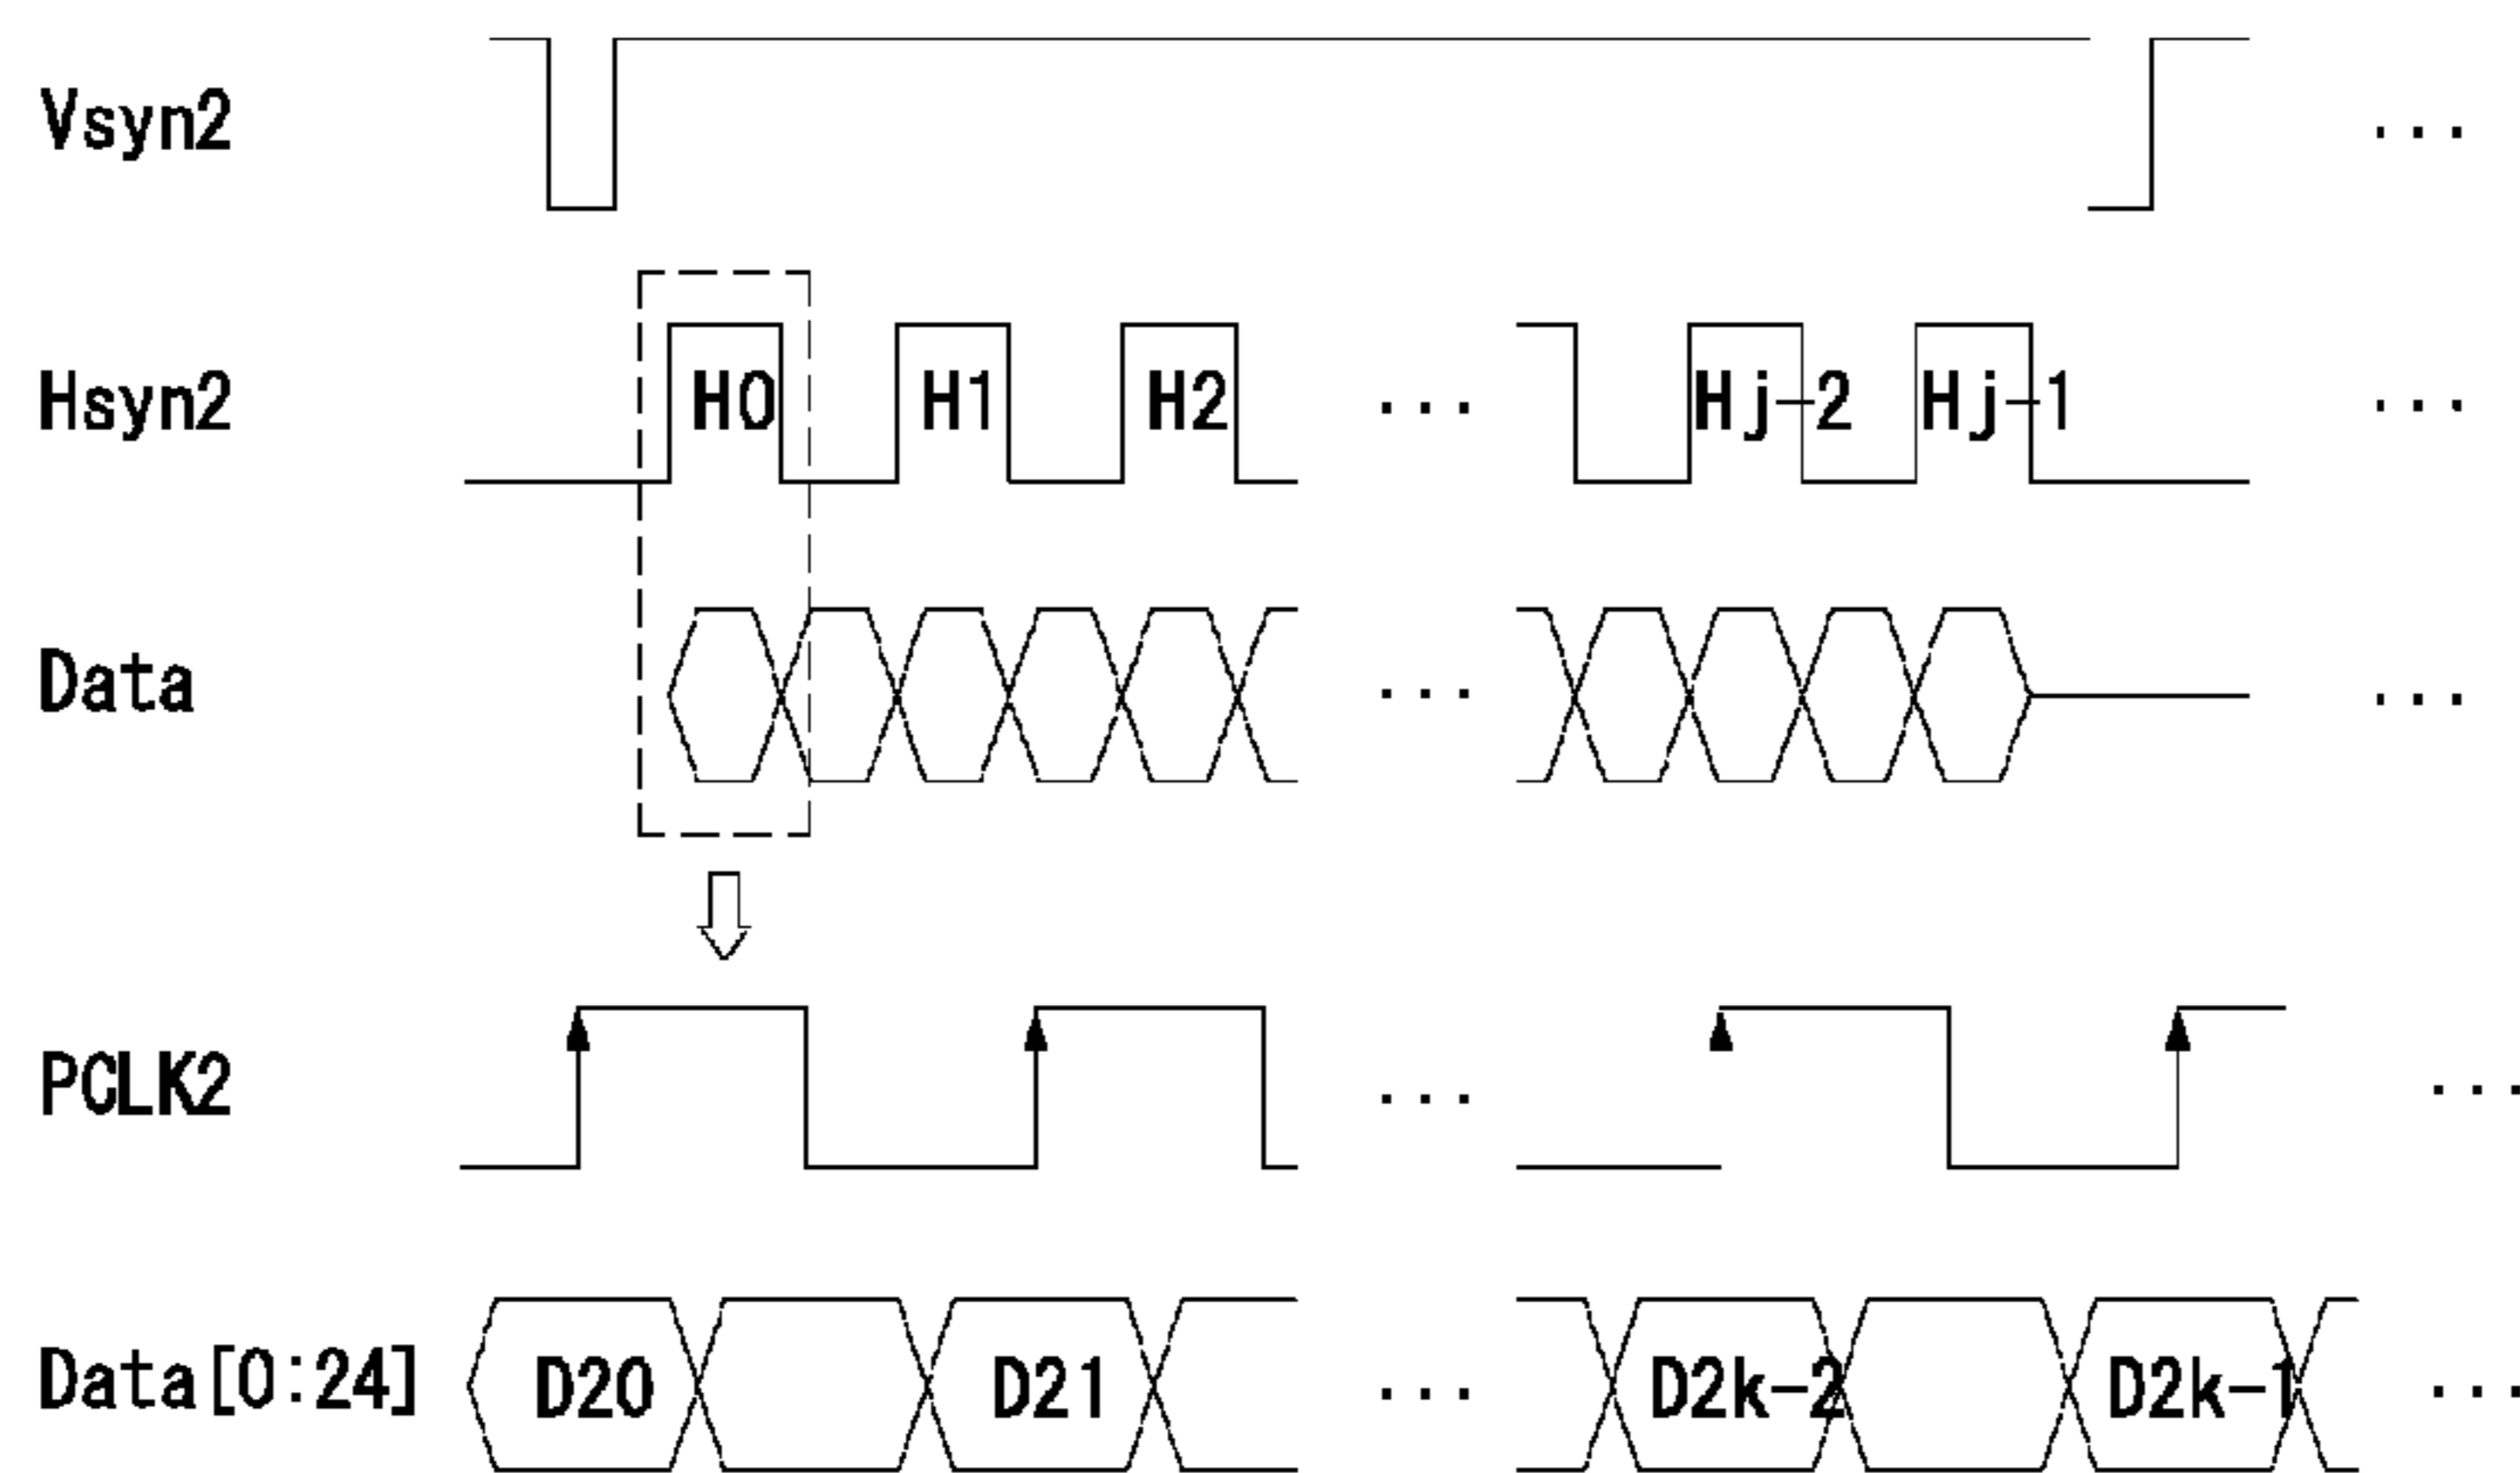 Vsyn2 ...
Hsyn2 H0 H1 H2 ... Hj-2 Hj-1 ...
Data ... ...
PCLK2 ... ...
Data[0:24] D20 D21 ... D2k-2 D2k-1 ...